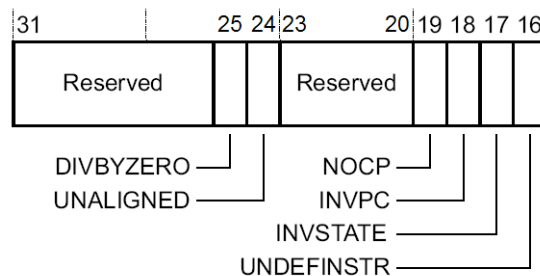 31 25 24 23 20 19 18 17 16
Reserved Reserved
DIVBYZERO NOCP
UNALIGNED INVPC
INVSTATE
UNDEFINSTR